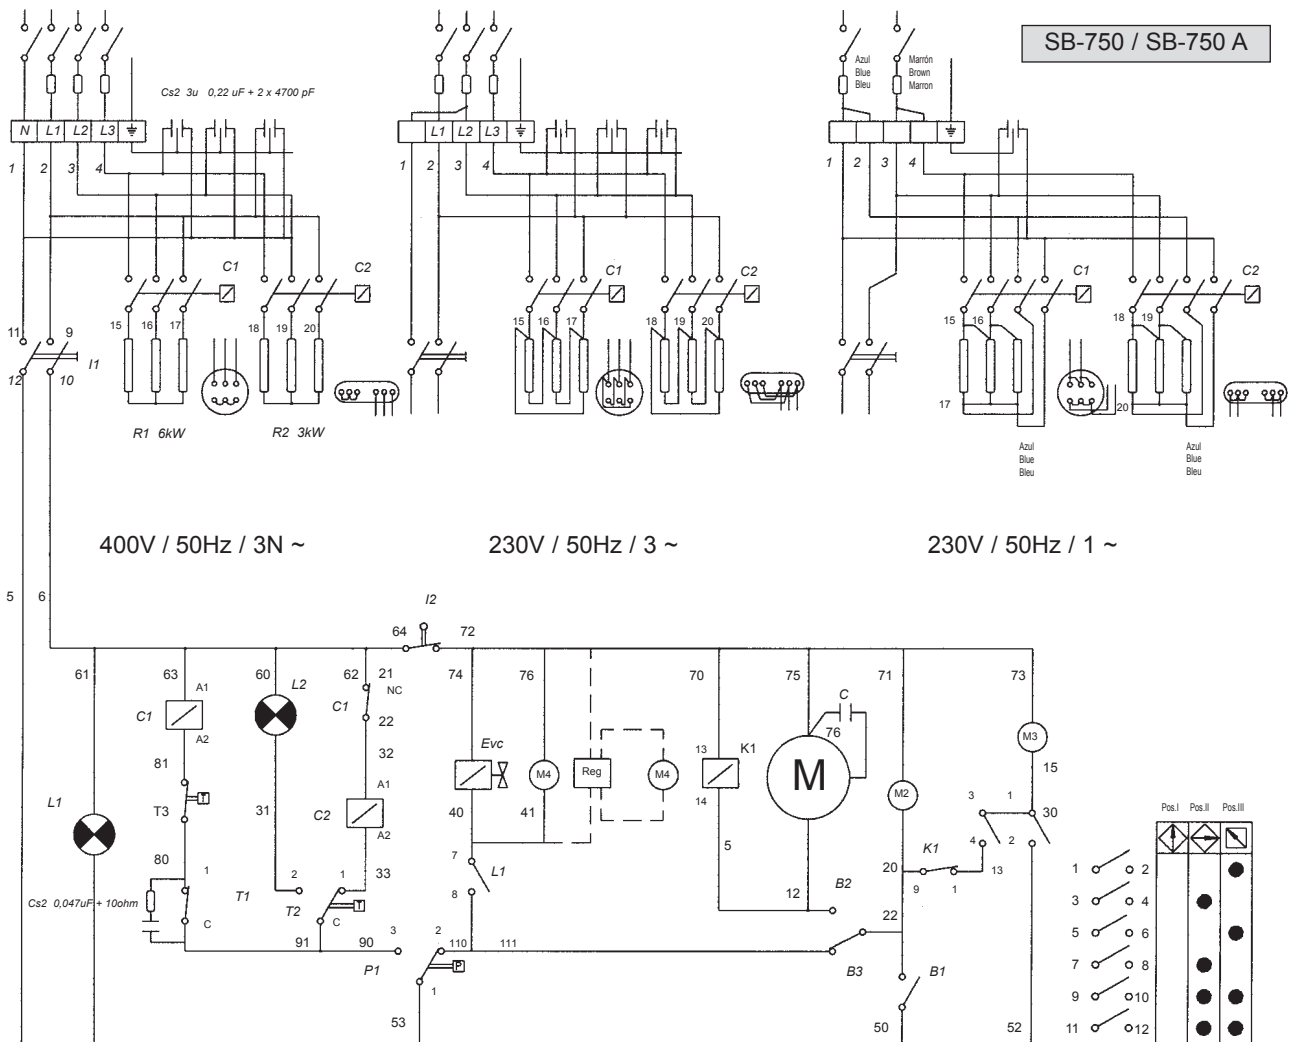 SB-750 / SB-750 A
Azul
Blue
Bleu
Marrón
Brown
Marron
Cs2 3u 0,22 uF + 2 x 4700 pF
N L1 L2 L3
L1 L2 L3
1 2 3 4
1 2 3 4
1 2 3 4
C1 C2
C1 C2
C1 C2
15 16 17 18 19 20
15 16 17 18 19 20
15 16 18 19
11 9
I1
12 10
17 20
R1 6kW R2 3kW
Azul
Blue
Bleu
Azul
Blue
Bleu
400V / 50Hz / 3N ~
230V / 50Hz / 3 ~
230V / 50Hz / 1 ~
5 6
I2
64 72
61 63 60 62 21 74 76 70 75 71 73
A1 L2 NC
C1 C1 22 C
A2 76 M3
Evc 13 K1
81 32 M4 Reg M4 M 15
A1 14 M2
L1 T T3 31 C2 40 41 3 1 30
A2
Pos.I Pos.II Pos.III
80 1 5 K1 4 2
2 1 33 7 L1 20 13
T1 12 B2 9 1
Cs2 0,047uF + 10ohm T2 T 8
C C 22
91 90 3 2 110 111
P1 P B3 B1
1
53 50 52
1 2
3 4
5 6
7 8
9 10
11 12